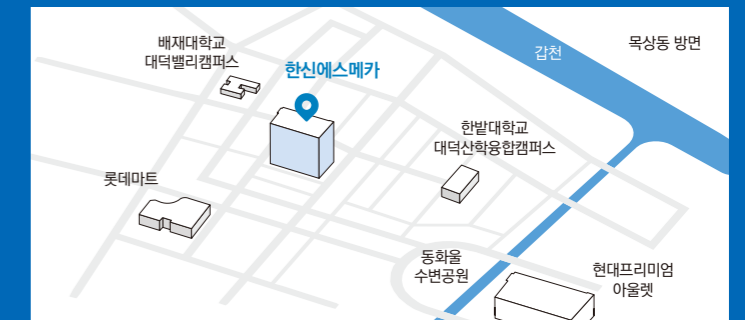 배재대학교
대덕밸리캠퍼스
한신에스메카
갑천
목상동 방면
한밭대학교
대덕산학융합캠퍼스
롯데마트
동화울
수변공원
현대프리미엄
아울렛